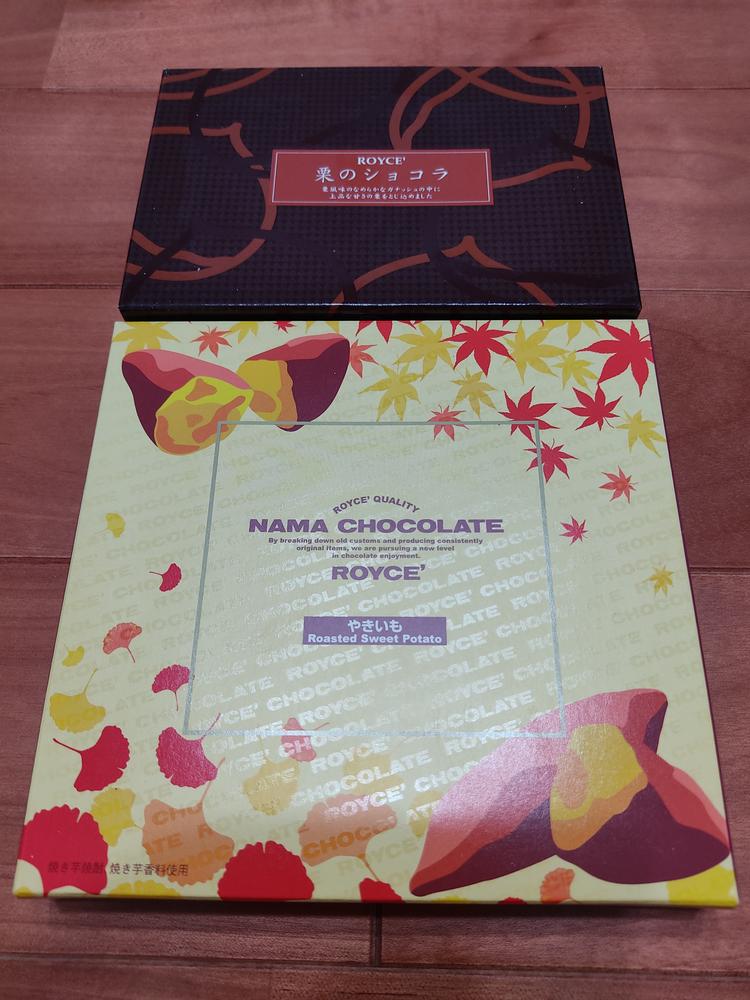 ROYCE'
栗のショコラ
栗風味のなめらかなガナッシュの中に
上品な甘さの栗をとじ込めました
ROYCE' QUALITY
NAMA CHOCOLATE
By breaking down old customs and producing consistently
original items, we are pursuing a new level
in chocolate enjoyment.
ROYCE'
やきいも
Roasted Sweet Potato
焼き芋焼酎、焼き芋香料使用